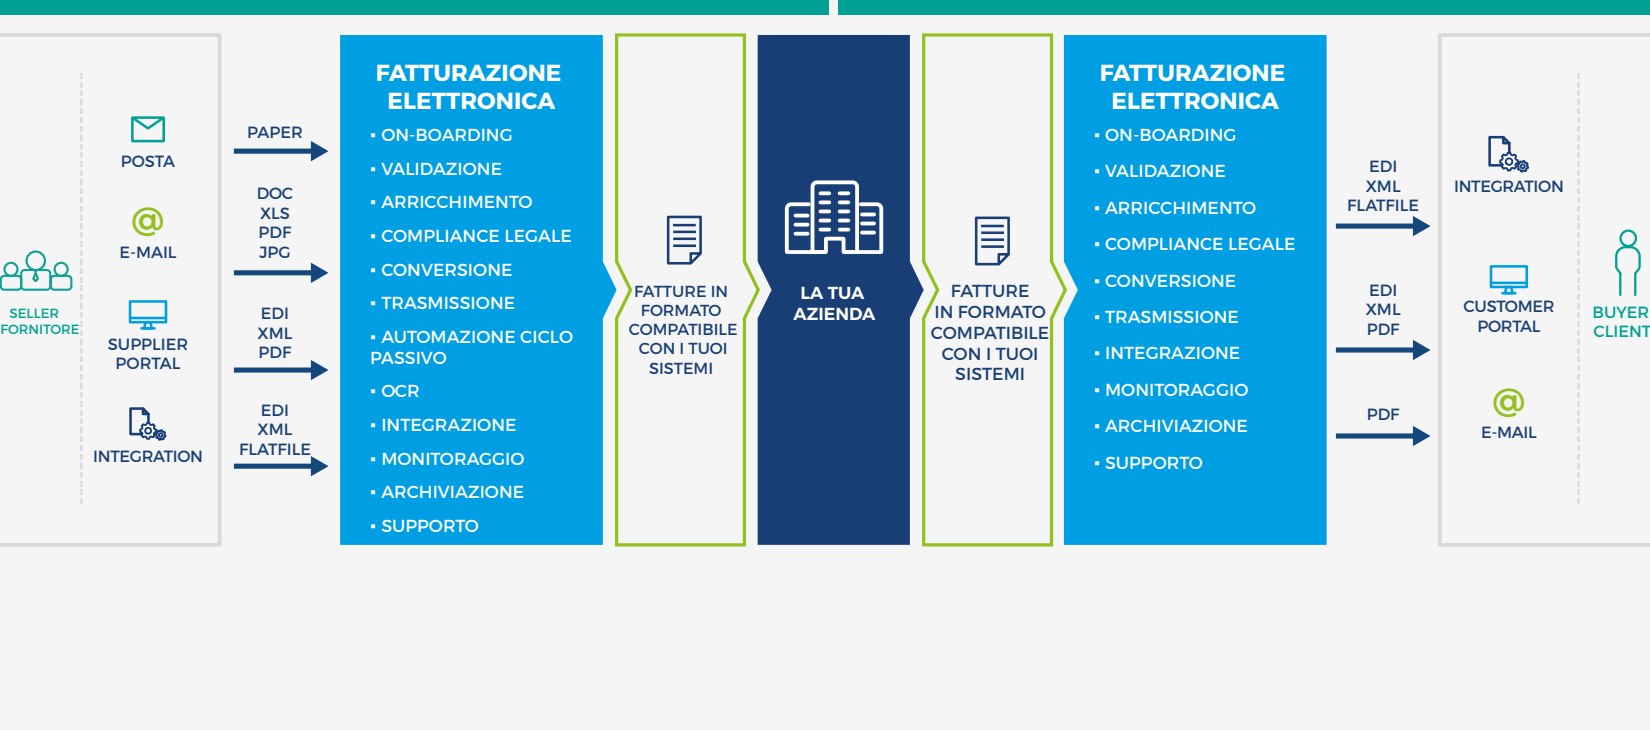 SELLER
FORNITORE
POSTA
E-MAIL
SUPPLIER
PORTAL
INTEGRATION
PAPER
DOC
XLS
PDF
JPG
EDI
XML
PDF
EDI
XML
FLATFILE
FATTURAZIONE
ELETTRONICA
▪ ON-BOARDING
▪ VALIDAZIONE
▪ ARRICCHIMENTO
▪ COMPLIANCE LEGALE
▪ CONVERSIONE
▪ TRASMISSIONE
▪ AUTOMAZIONE CICLO
PASSIVO
▪ OCR
▪ INTEGRAZIONE
▪ MONITORAGGIO
▪ ARCHIVIAZIONE
▪ SUPPORTO
FATTURE IN
FORMATO
COMPATIBILE
CON I TUOI
SISTEMI
LA TUA
AZIENDA
FATTURE
IN FORMATO
COMPATIBILE
CON I TUOI
SISTEMI
FATTURAZIONE
ELETTRONICA
▪ ON-BOARDING
▪ VALIDAZIONE
▪ ARRICCHIMENTO
▪ COMPLIANCE LEGALE
▪ CONVERSIONE
▪ TRASMISSIONE
▪ INTEGRAZIONE
▪ MONITORAGGIO
▪ ARCHIVIAZIONE
▪ SUPPORTO
EDI
XML
FLATFILE
EDI
XML
PDF
PDF
INTEGRATION
CUSTOMER
PORTAL
E-MAIL
BUYER
CLIENT